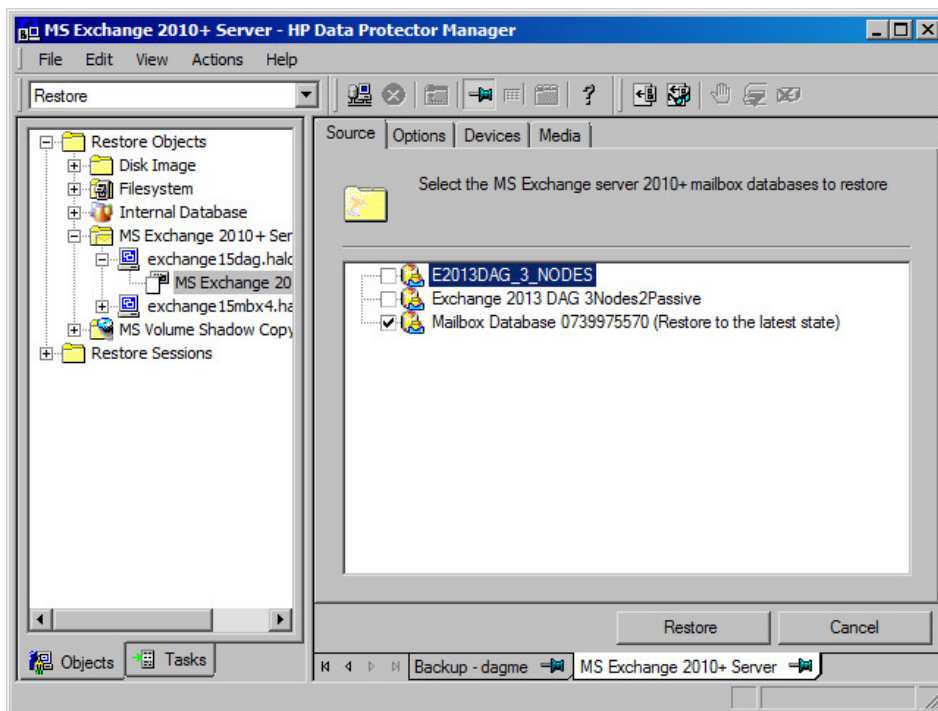 MS Exchange 2010+ Server - HP Data Protector Manager
File Edit View Actions Help
Restore
Restore Objects
Disk Image
Filesystem
Internal Database
MS Exchange 2010+ Ser
exchange15dag.halo
MS Exchange 20
exchange15mbx4.ha
MS Volume Shadow Copy
Restore Sessions
Objects Tasks
Source Options Devices Media
Select the MS Exchange server 2010+ mailbox databases to restore
E2013DAG_3_NODES
Exchange 2013 DAG 3Nodes2Passive
Mailbox Database 0739975570 (Restore to the latest state)
Restore Cancel
Backup - dagme MS Exchange 2010+ Server